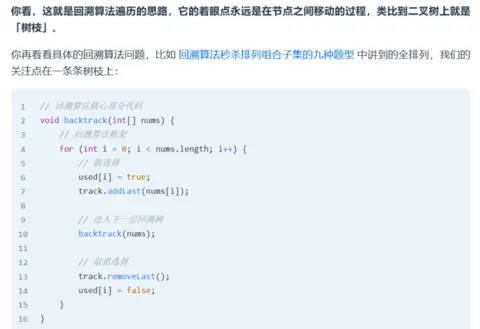 你看，这就是回溯算法遍历的思路，它的着眼点永远是在节点之间移动的过程，类比到二叉树上就是
「树枝」。
你再看看具体的回溯算法问题，比如 回溯算法秒杀排列组合子集的九种题型 中讲到的全排列，我们的
关注点在一条条树枝上：
1 // 回溯算法核心部分代码
2 void backtrack(int[] nums) {
3 // 回溯算法框架
4 for (int i = 0; i < nums.length; i++) {
5 // 做选择
6 used[i] = true;
7 track.addLast(nums[i]);
8
9 // 进入下一层回溯树
10 backtrack(nums);
11
12 // 取消选择
13 track.removeLast();
14 used[i] = false;
15 }
16 }